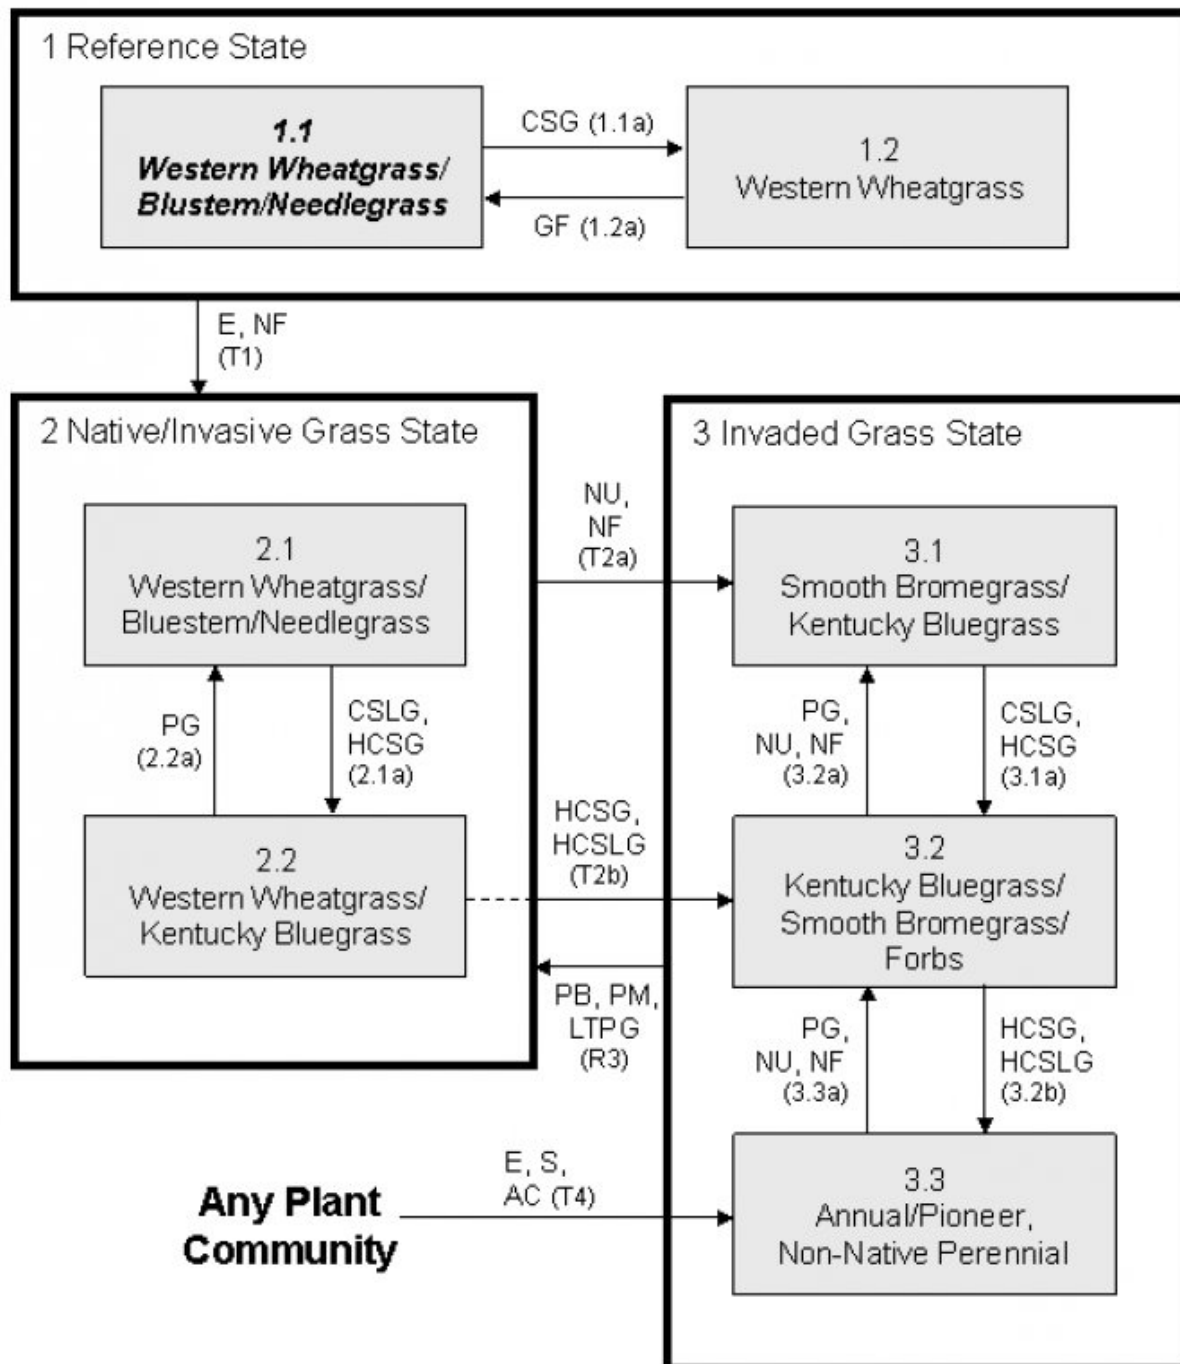 1 Reference State
1.1
Western Wheatgrass/
Blustem/Needlegrass
CSG (1.1a)
GF (1.2a)
1.2
Western Wheatgrass
E, NF
(T1)
2 Native/Invasive Grass State
2.1
Western Wheatgrass/
Bluestem/Needlegrass
PG
(2.2a)
CSLG,
HCSG
(2.1a)
2.2
Western Wheatgrass/
Kentucky Bluegrass
NU,
NF
(T2a)
HCSG,
HCSLG
(T2b)
PB, PM,
LTPG
(R3)
3 Invaded Grass State
3.1
Smooth Bromegrass/
Kentucky Bluegrass
PG,
NU, NF
(3.2a)
CSLG,
HCSG
(3.1a)
3.2
Kentucky Bluegrass/
Smooth Bromegrass/
Forbs
PG,
NU, NF
(3.3a)
HCSG,
HCSLG
(3.2b)
Any Plant
Community
E, S,
AC (T4)
3.3
Annual/Pioneer,
Non-Native Perennial